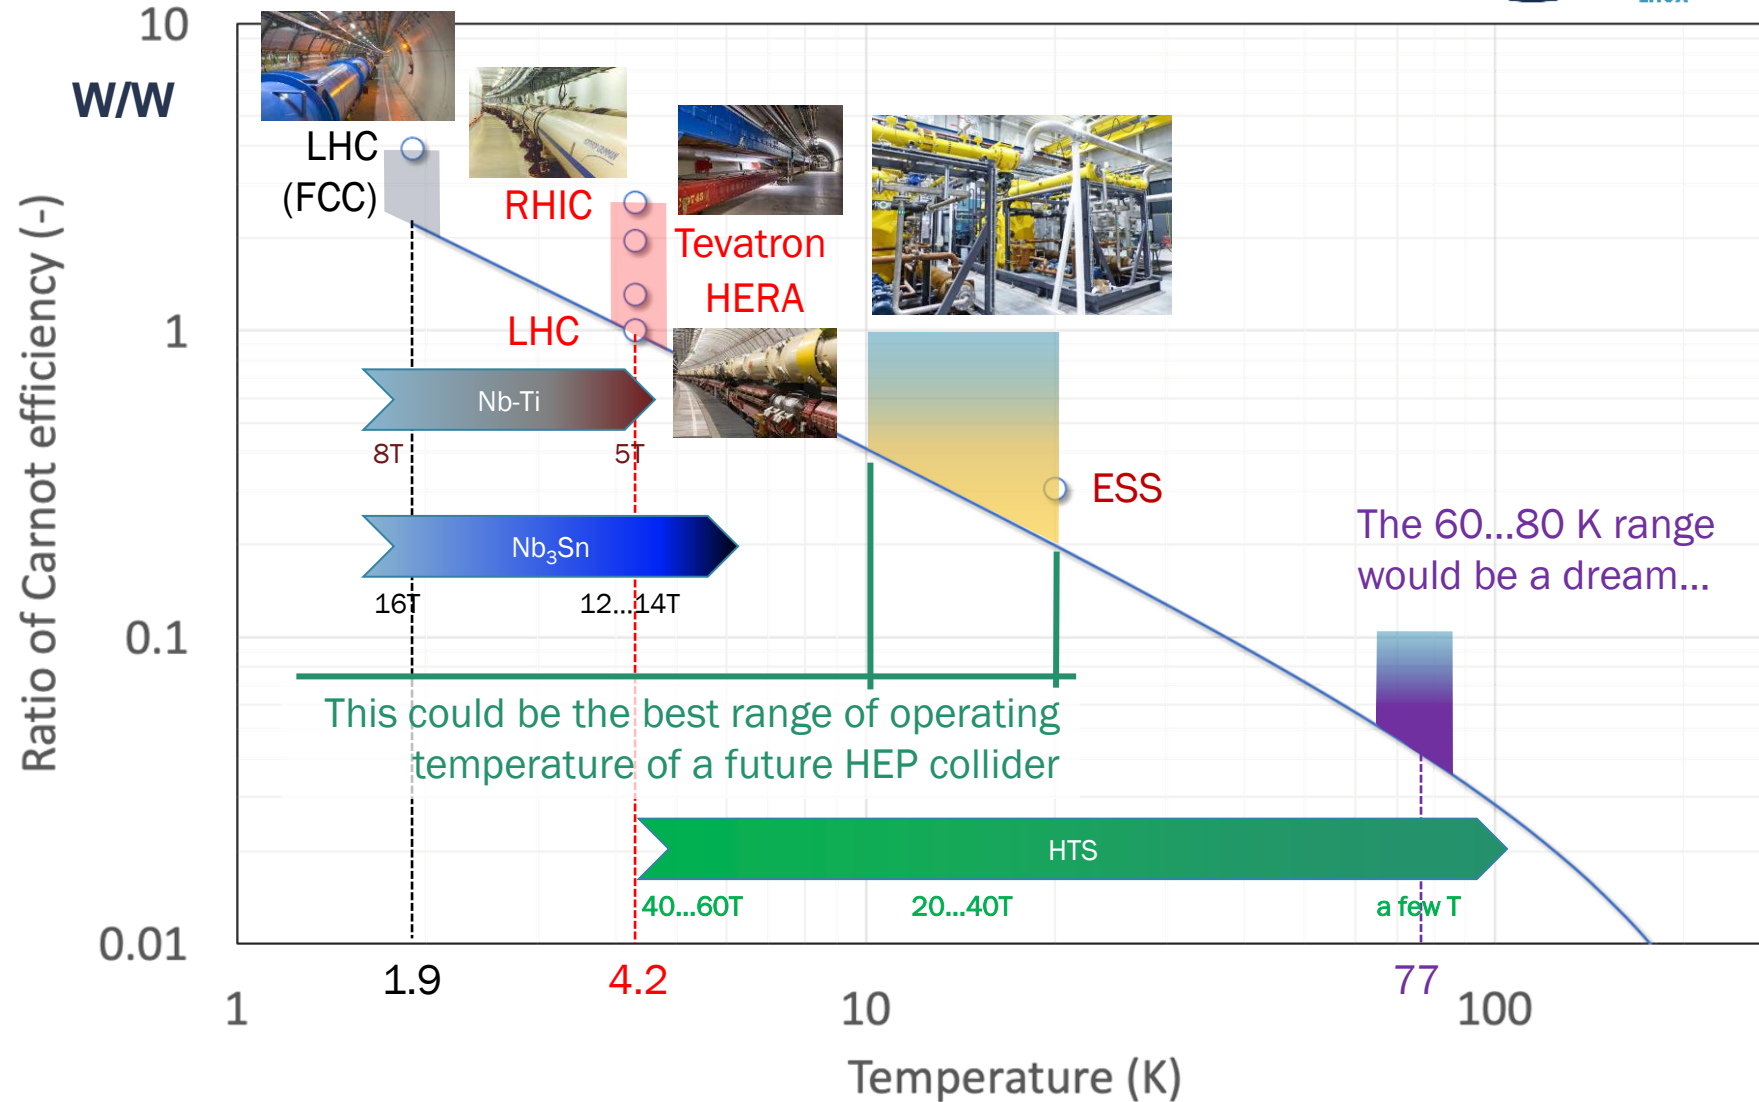 10
W/W
LHC
(FCC)
RHIC
Tevatron
HERA
LHC
1
Nb-Ti
8T
5T
ESS
The 60...80 K range
would be a dream...
Nb₃Sn
16T
12...14T
0.1
This could be the best range of operating
temperature of a future HEP collider
HTS
40...60T
20...40T
a few T
0.01
1.9
4.2
77
1
10
100
Temperature (K)
Ratio of Carnot efficiency (-)